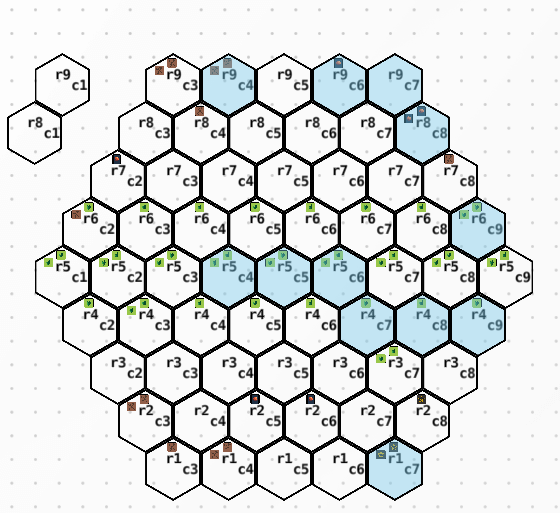 r9 c1 r9 c3 r9 c4 r9 c5 r9 c6 r9 c7
r8 c1 r8 c3 r8 c4 r8 c5 r8 c6 r8 c7 r8 c8
r7 c2 r7 c3 r7 c4 r7 c5 r7 c6 r7 c7 r7 c8
r6 c2 r6 c3 r6 c4 r6 c5 r6 c6 r6 c7 r6 c8 r6 c9
r5 c1 r5 c2 r5 c3 r5 c4 r5 c5 r5 c6 r5 c7 r5 c8 r5 c9
r4 c2 r4 c3 r4 c4 r4 c5 r4 c6 r4 c7 r4 c8 r4 c9
r3 c2 r3 c3 r3 c4 r3 c5 r3 c6 r3 c7 r3 c8
r2 c3 r2 c4 r2 c5 r2 c6 r2 c7 r2 c8
r1 c3 r1 c4 r1 c5 r1 c6 r1 c7